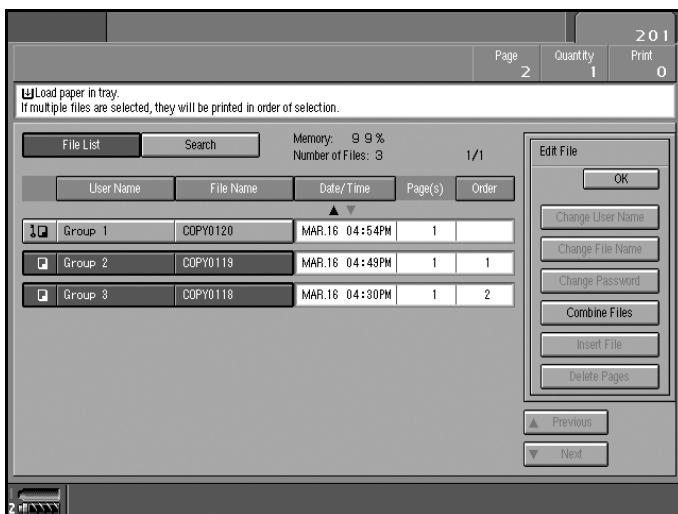 201
Page 2 Quantity 1 Print 0
Load paper in tray.
If multiple files are selected, they will be printed in order of selection.
File List Search Memory: 99% 
Number of Files: 3 1/1
Edit File
OK
User Name File Name Date/Time Page(s) Order
▲ ▼
Change User Name
Group 1 COPY0120 MAR.16 04:54PM 1
Change File Name
Group 2 COPY0119 MAR.16 04:49PM 1 1
Change Password
Group 3 COPY0118 MAR.16 04:30PM 1 2
Combine Files
Insert File
Delete Pages
▲ Previous
▼ Next
1
2